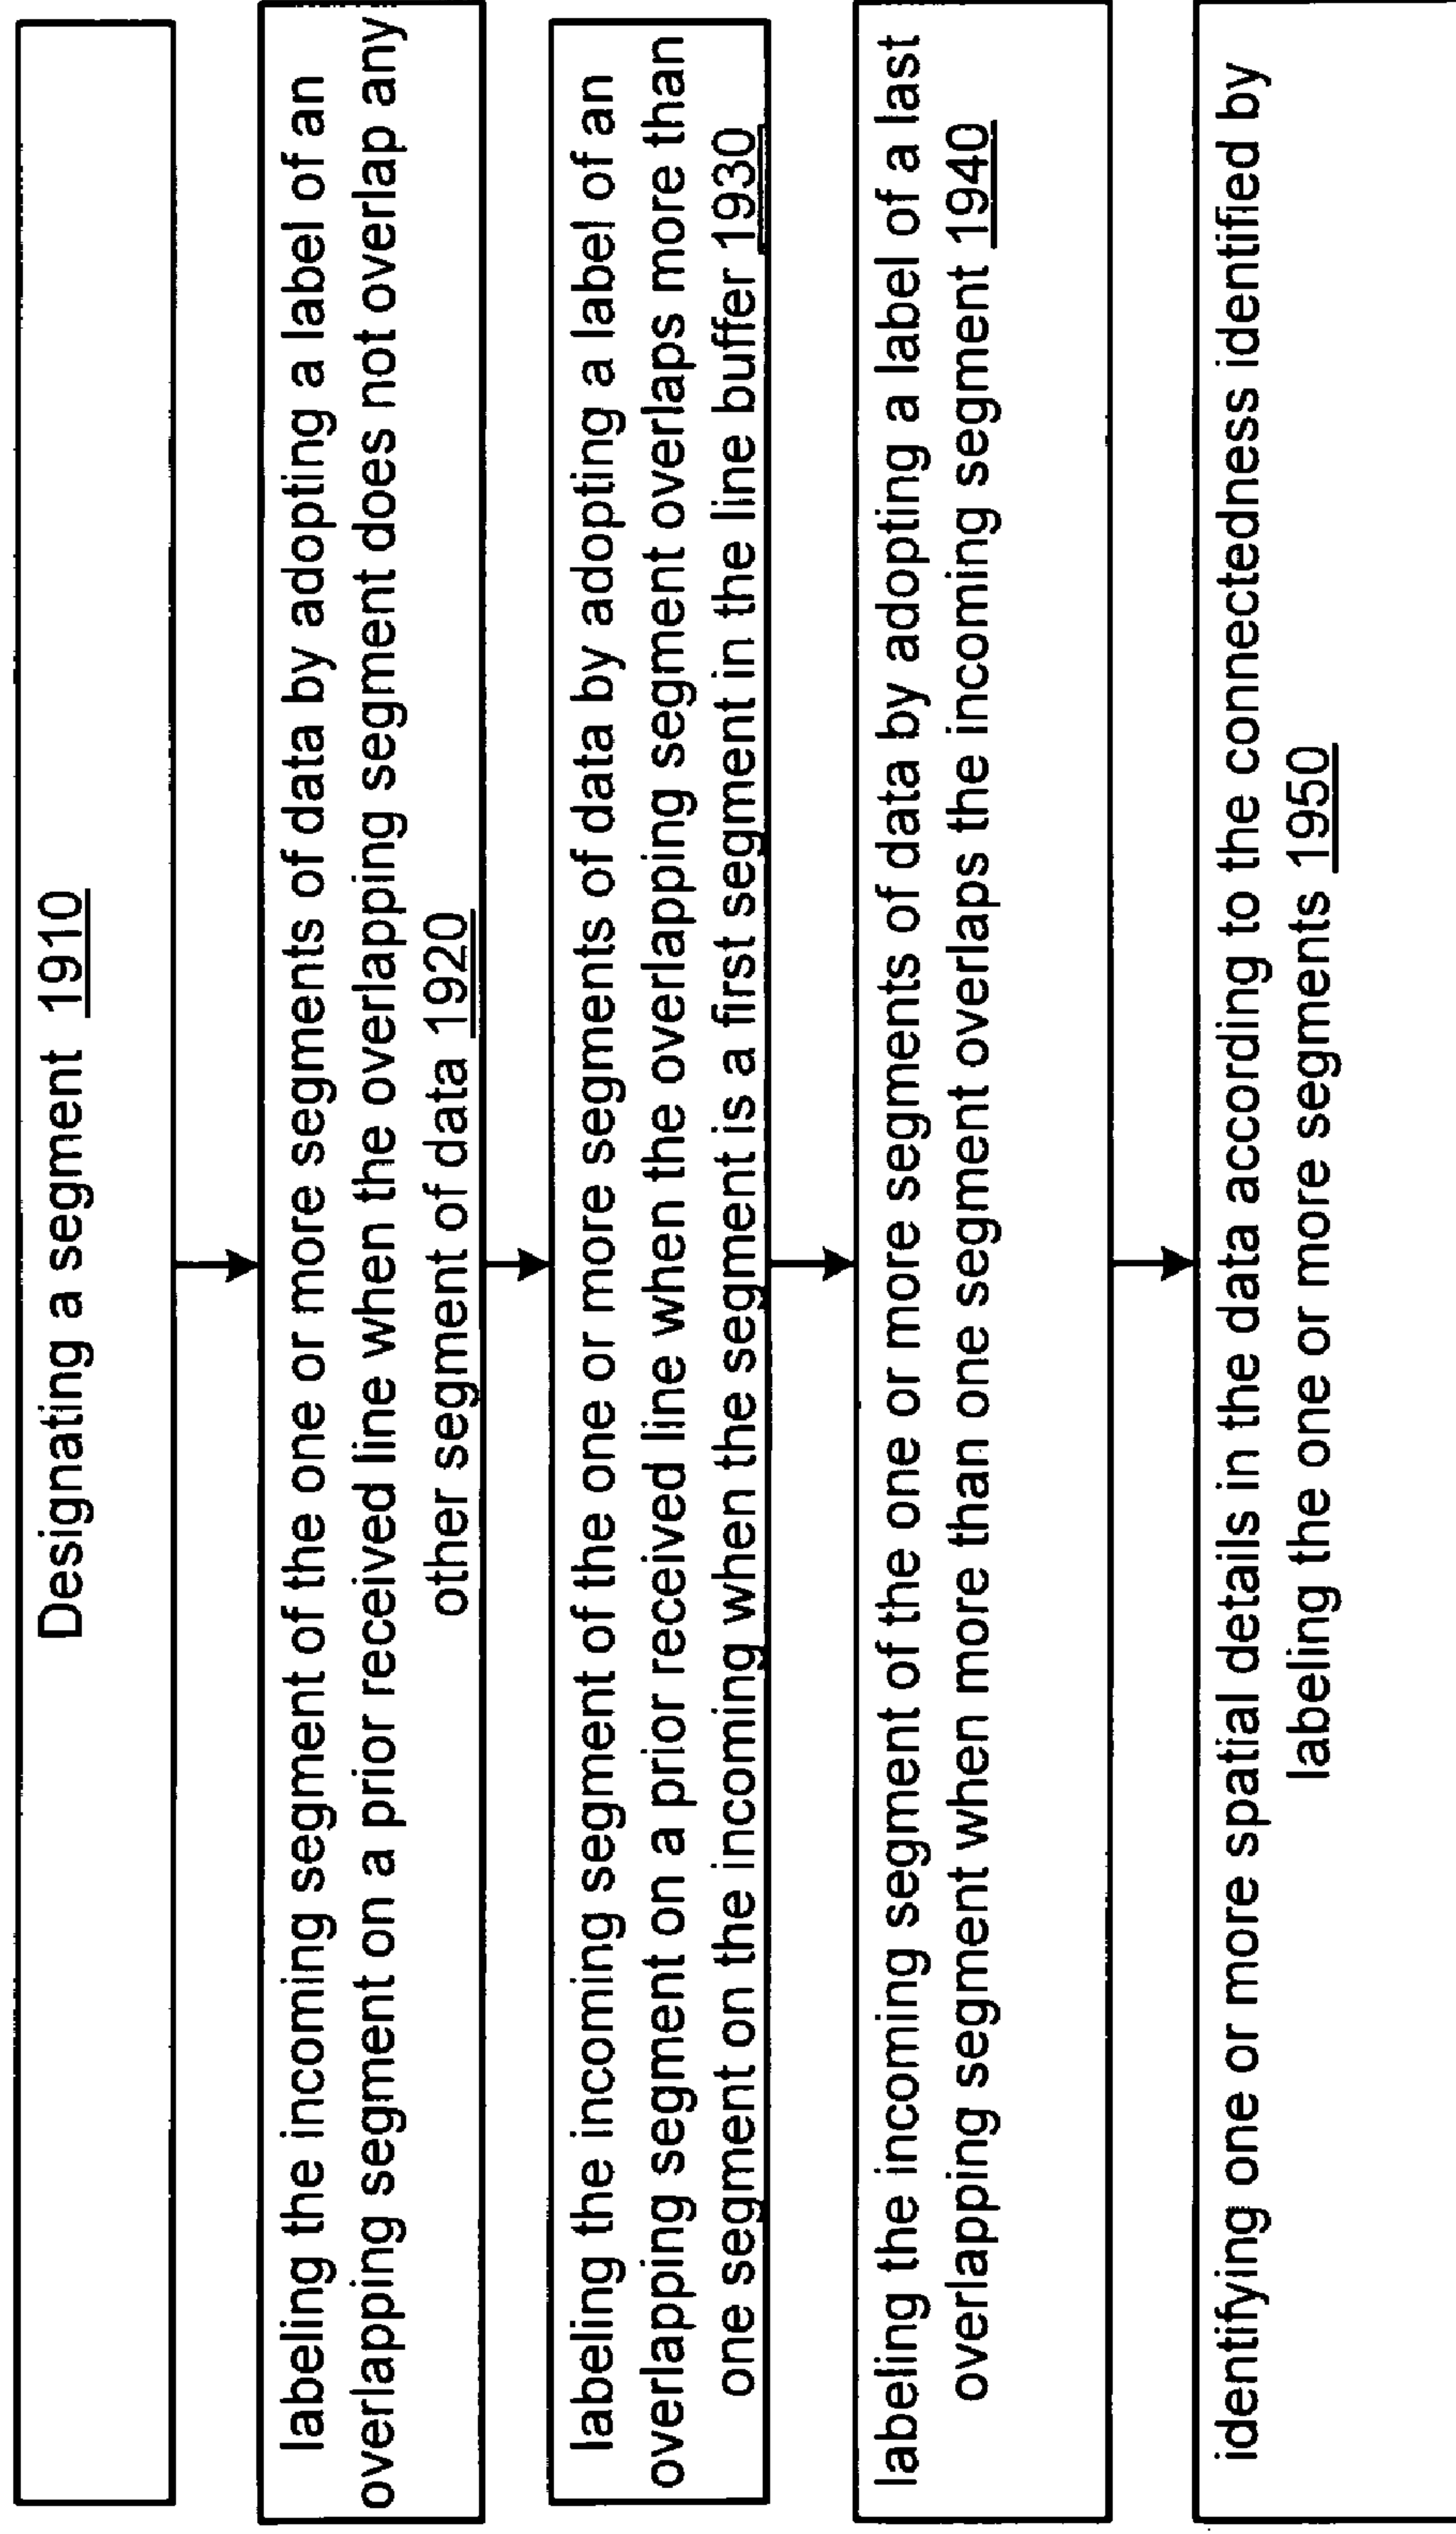 Designating a segment 1910
labeling the incoming segment of the one or more segments of data by adopting a label of an
overlapping segment on a prior received line when the overlapping segment does not overlap any
other segment of data 1920
labeling the incoming segment of the one or more segments of data by adopting a label of an
overlapping segment on a prior received line when the overlapping segment overlaps more than
one segment on the incoming when the segment is a first segment in the line buffer 1930
labeling the incoming segment of the one or more segments of data by adopting a label of a last
overlapping segment when more than one segment overlaps the incoming segment 1940
identifying one or more spatial details in the data according to the connectedness identified by
labeling the one or more segments 1950